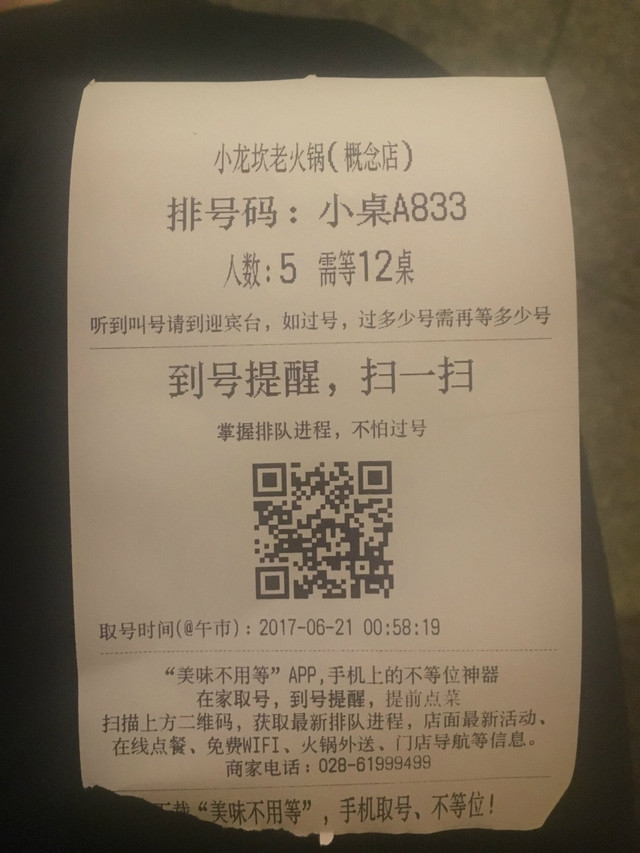 小龙坎老火锅(概念店)
排号码：小桌A833
人数:5 需等12桌
听到叫号请到迎宾台，如过号，过多少号需再等多少号
到号提醒，扫一扫
掌握排队进程，不怕过号
取号时间(@午市)：2017-06-21 00:58:19
“美味不用等”APP,手机上的不等位神器
在家取号，到号提醒，提前点菜
扫描上方二维码，获取最新排队进程，店面最新活动、
在线点餐、免费WIFI、火锅外送、门店导航等信息。
商家电话：028-61999499
载“美味不用等”，手机取号、不等位！